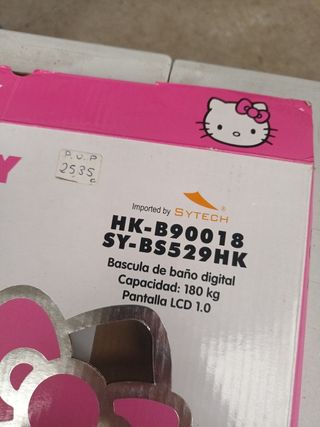 Y
P.V.P
25,35
€
Imported by SYTECH
HK-B90018
SY-BS529HK
Bascula de baño digital
Capacidad: 180 kg
Pantalla LCD 1.0